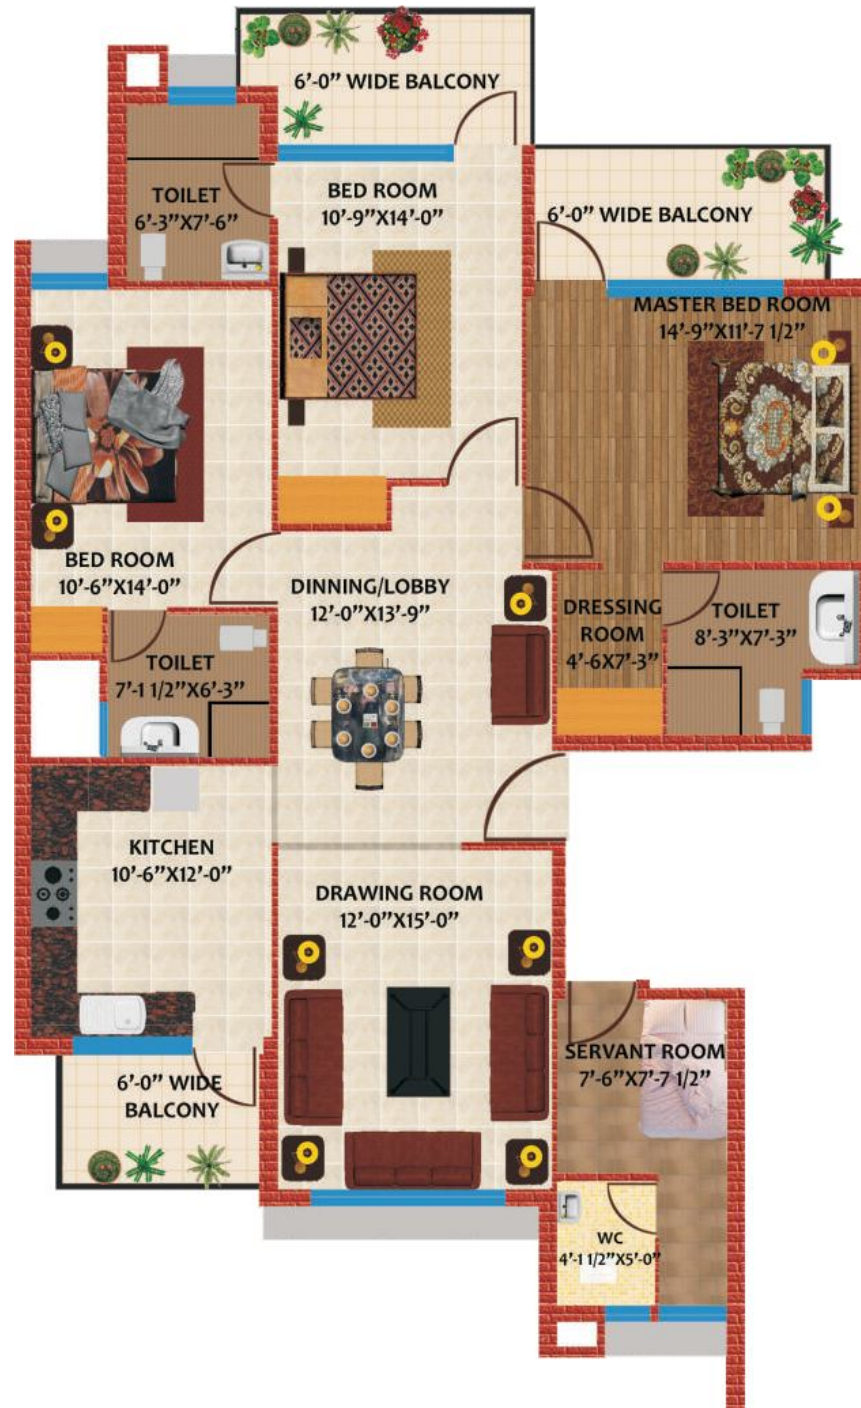 6'-0" WIDE BALCONY
TOILET
6'-3"X7'-6"
BED ROOM
10'-9"X14'-0"
6'-0" WIDE BALCONY
MASTER BED ROOM
14'-9"X11'-7 1/2"
BED ROOM
10'-6"X14'-0"
DINNING/LOBBY
12'-0"X13'-9"
DRESSING
ROOM
4'-6X7'-3"
TOILET
8'-3"X7'-3"
TOILET
7'-1 1/2"X6'-3"
KITCHEN
10'-6"X12'-0"
DRAWING ROOM
12'-0"X15'-0"
6'-0" WIDE
BALCONY
SERVANT ROOM
7'-6"X7'-7 1/2"
WC
4'-1 1/2"X5'-0"